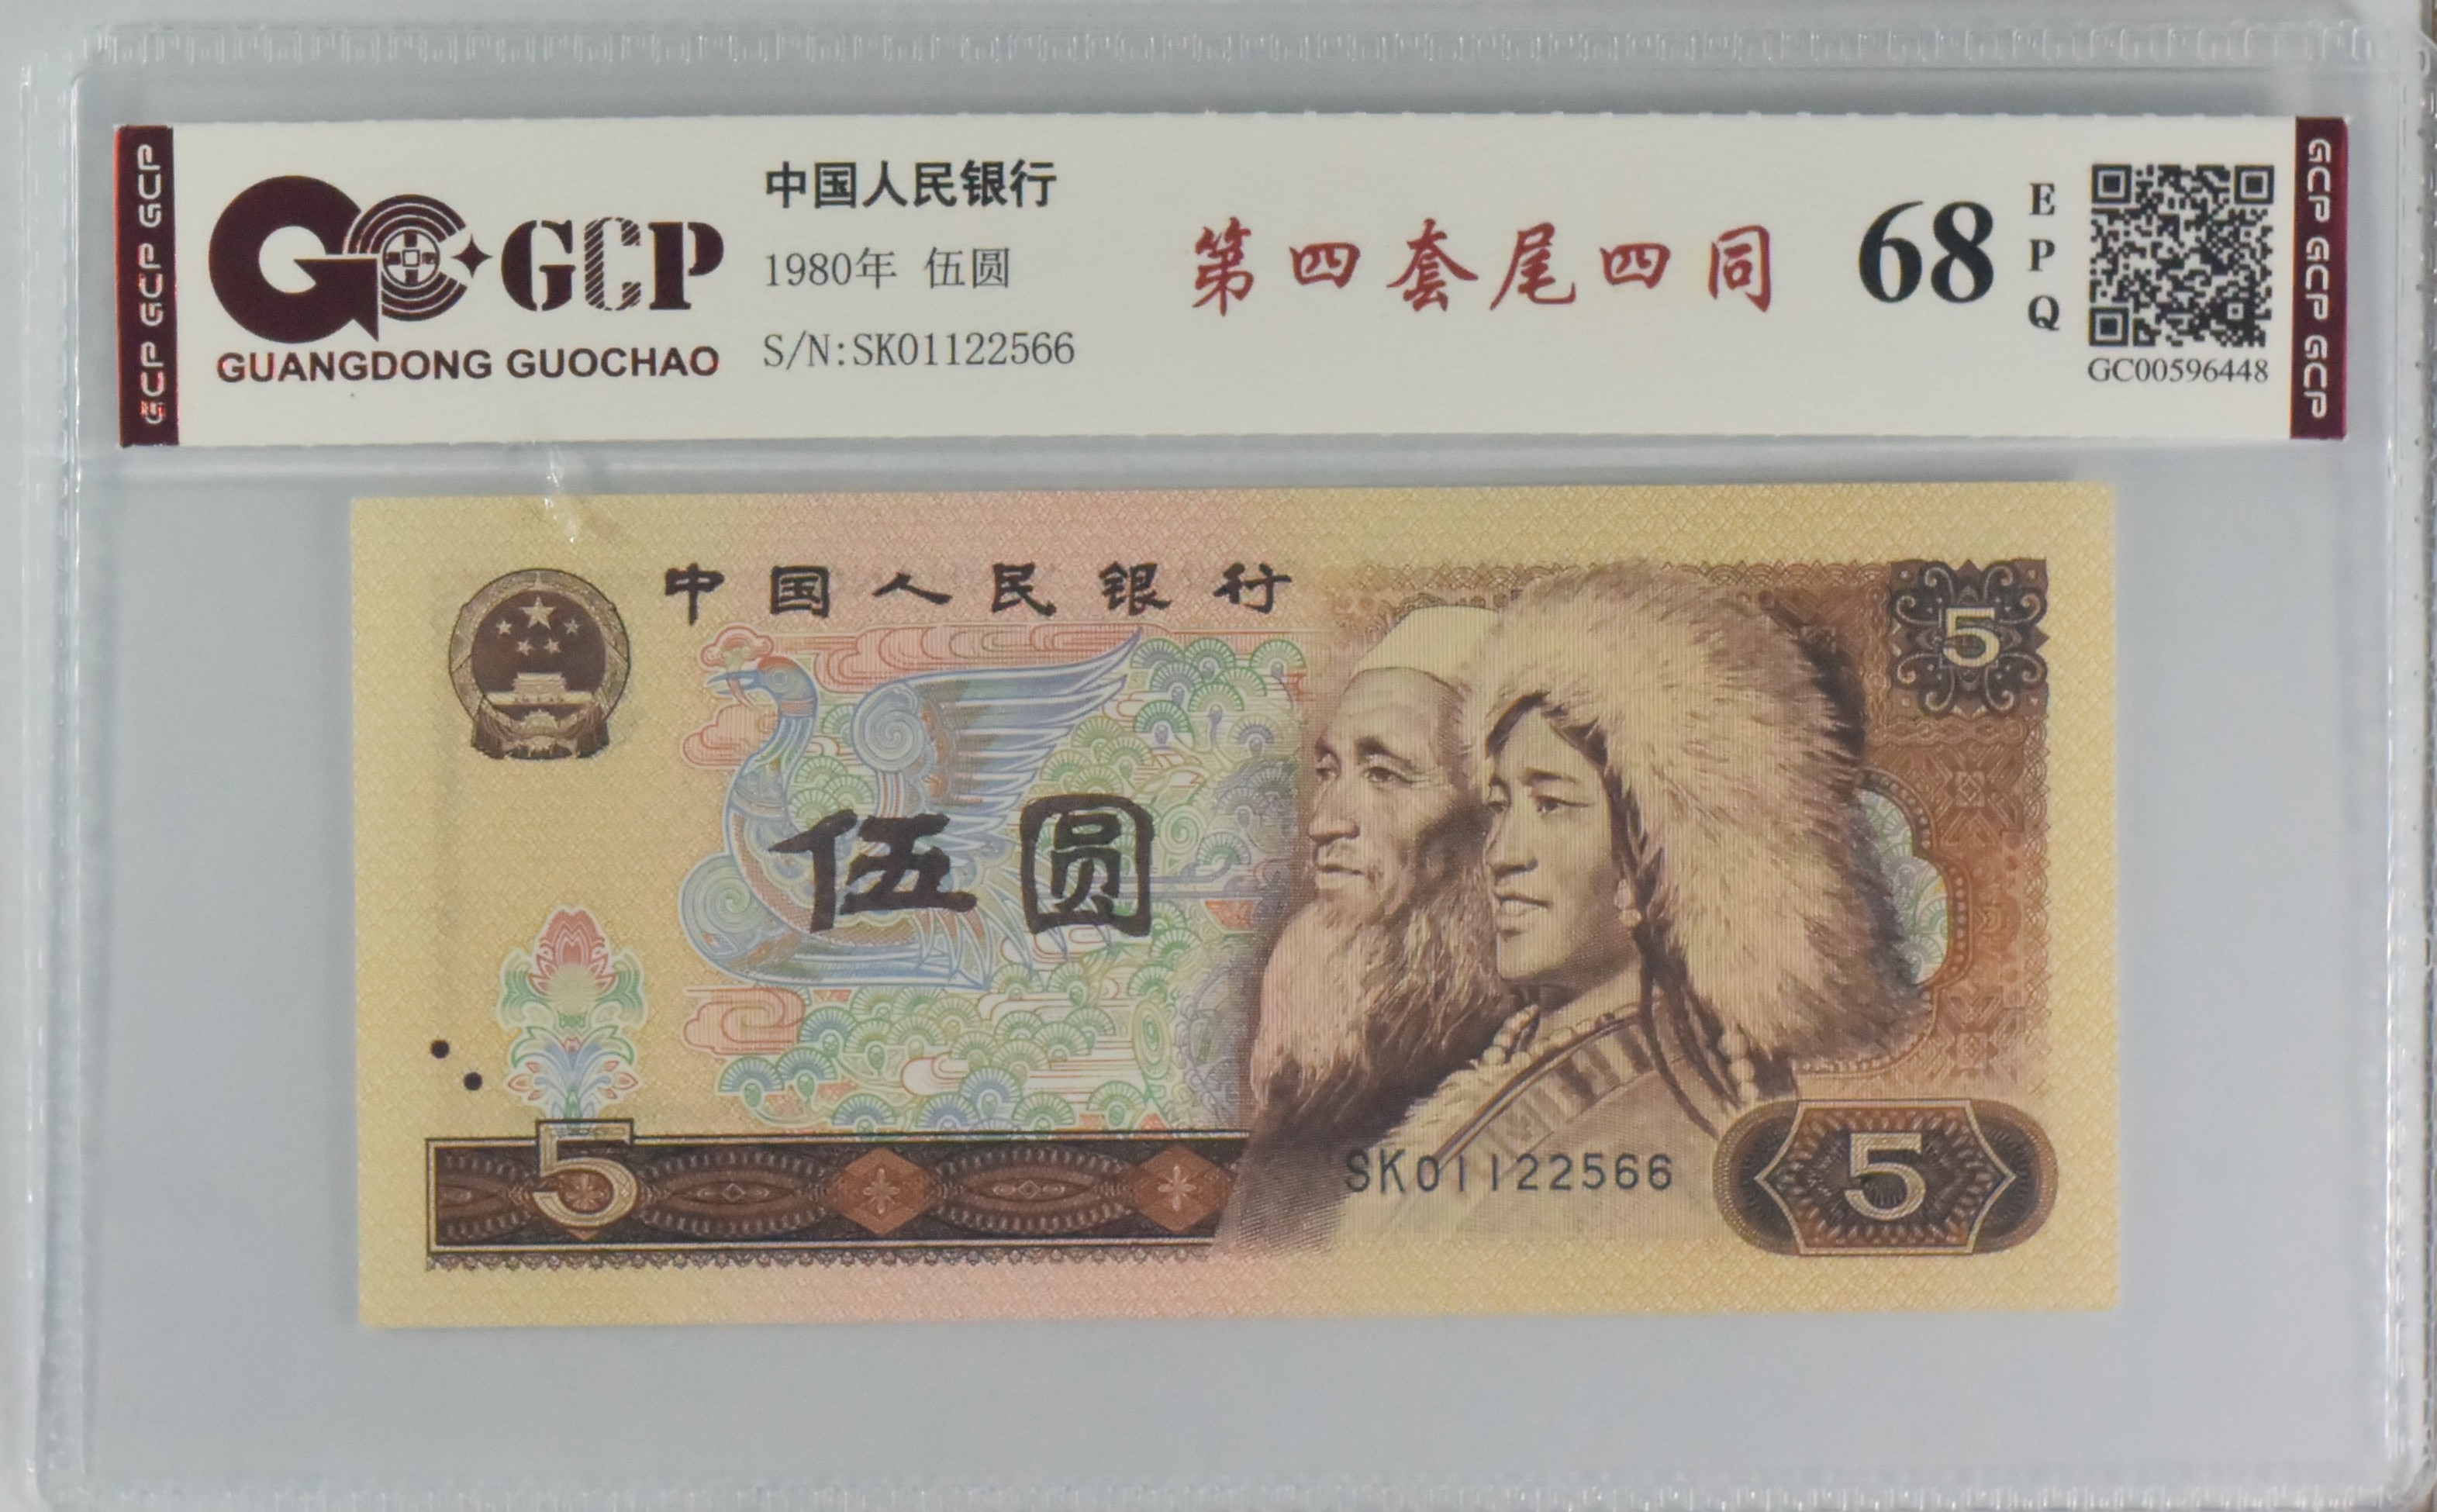 GCP GCP GCP
GCP
GUANGDONG GUOCHAO
中国人民银行
1980年 伍圆
S/N:SK01122566
第四套尾四同
68
EPQ
GC00596448
GCP GCP GCP
中国人民银行
5
伍圆
5
SK01122566
5